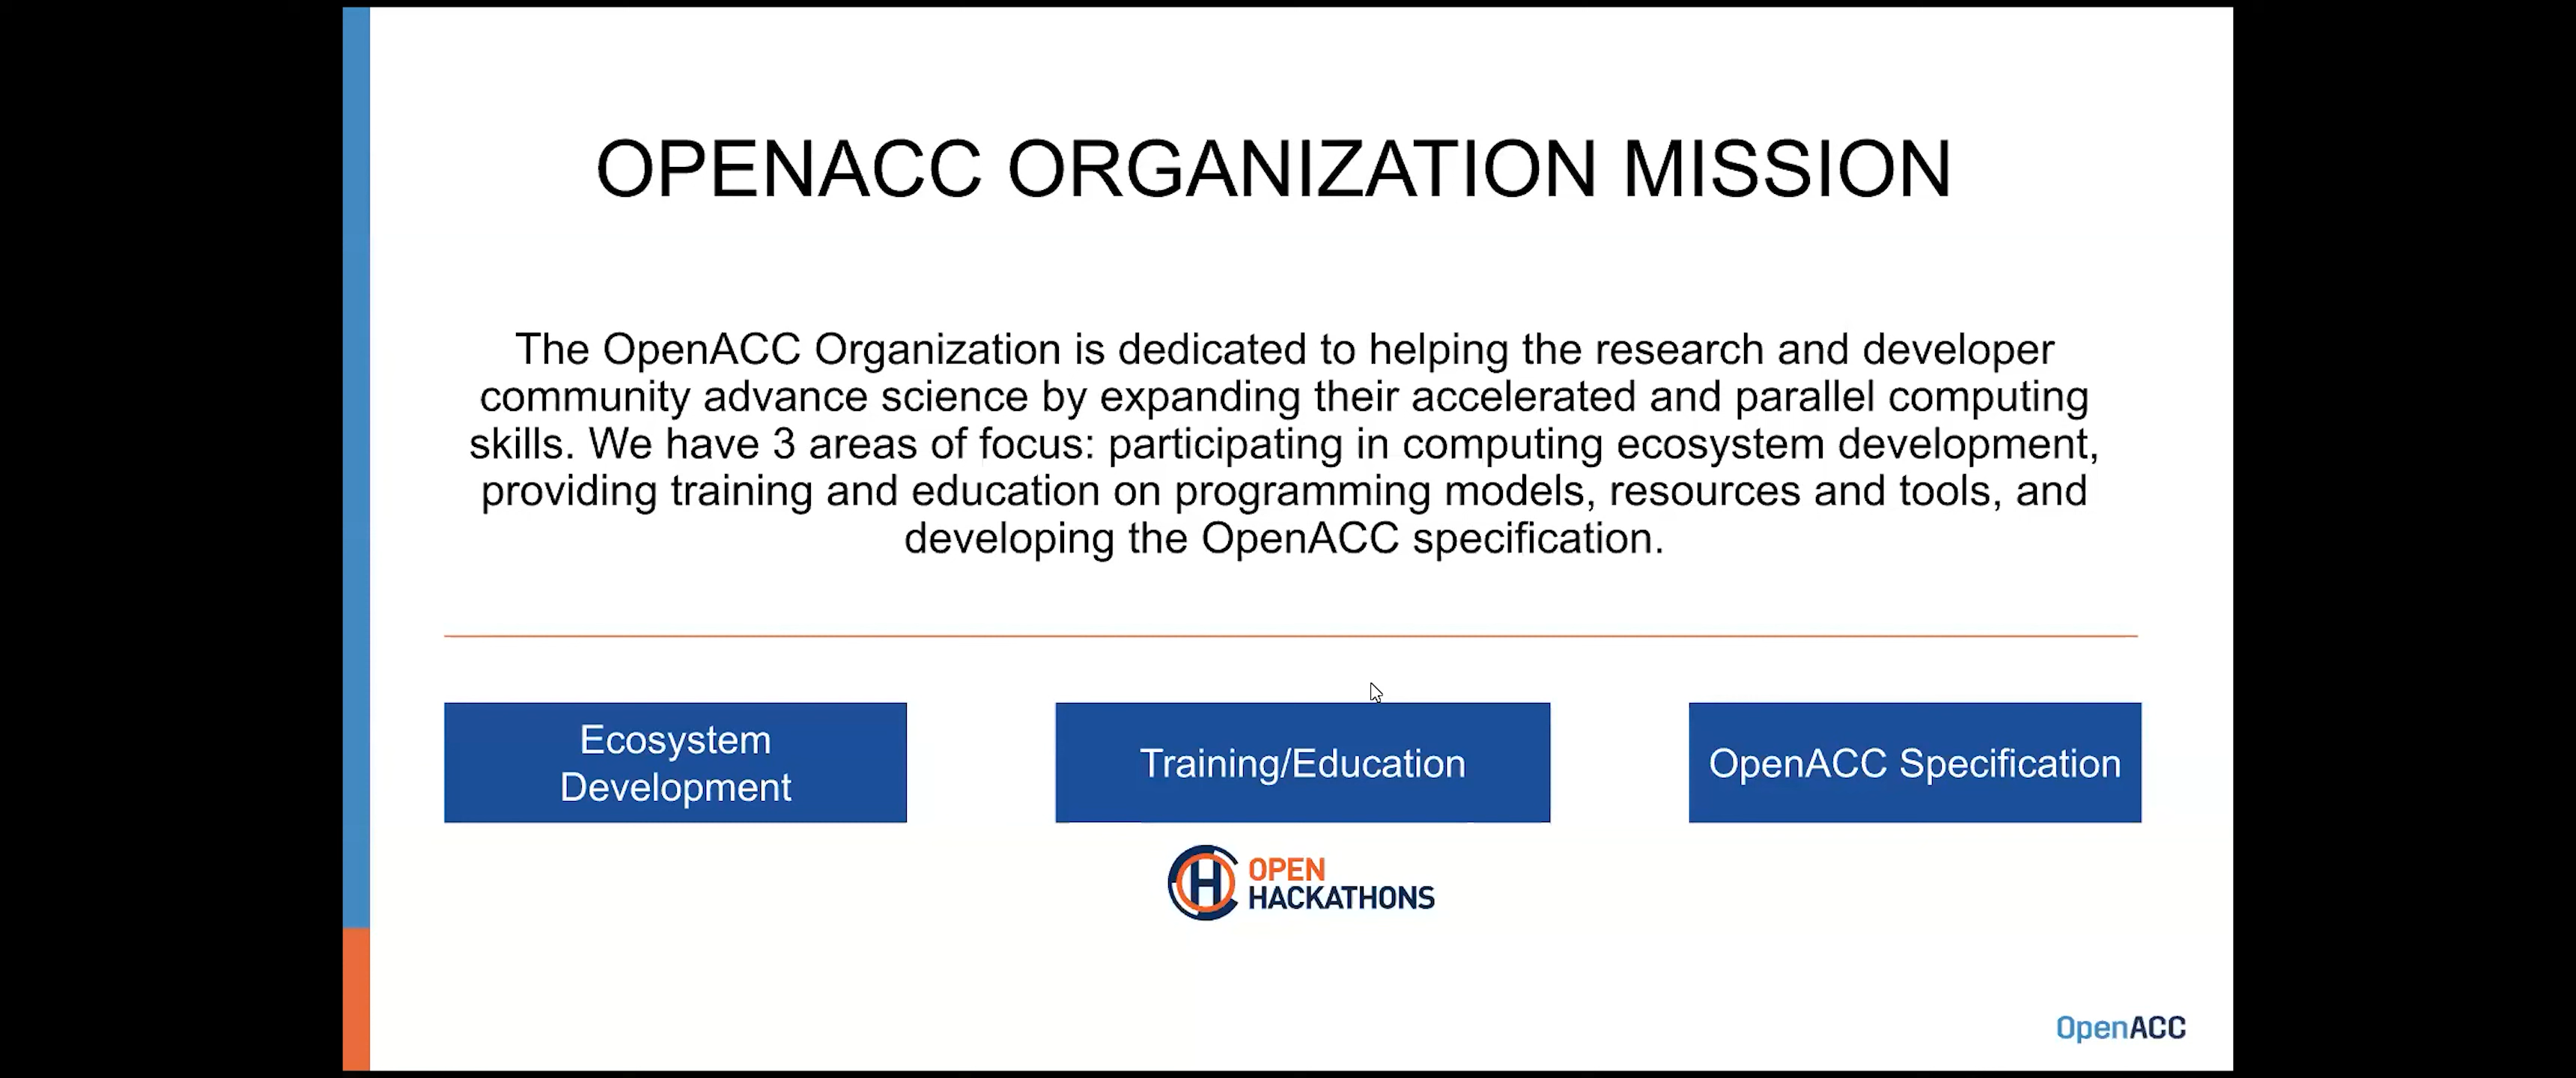 OPENACC ORGANIZATION MISSION
The OpenACC Organization is dedicated to helping the research and developer
community advance science by expanding their accelerated and parallel computing
skills. We have 3 areas of focus: participating in computing ecosystem development,
providing training and education on programming models, resources and tools, and
developing the OpenACC specification.
Ecosystem
Development
Training/Education
OpenACC Specification
OPEN
HACKATHONS
OpenACC